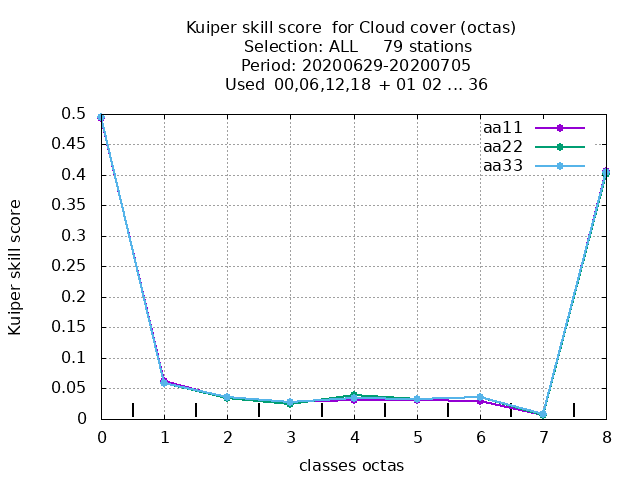 Kuiper skill score  for Cloud cover (octas)
Selection: ALL     79 stations
Period: 20200629-20200705
Used  00,06,12,18 + 01 02 ... 36
aa11
aa22
aa33
0.5
0.45
0.4
0.35
0.3
0.25
0.2
0.15
0.1
0.05
0
Kuiper skill score
0 1 2 3 4 5 6 7 8
classes octas